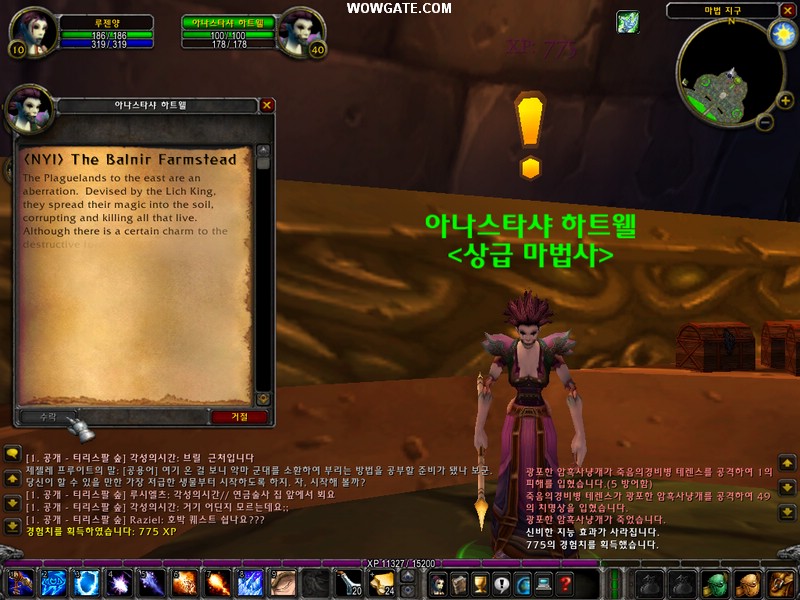 WOWGATE.COM
루젠양
186 / 186
319 / 319
10
아나스타샤 하트웰
100 / 100
178 / 178
40
마법 지구
N
XP: 775
아나스타샤 하트웰
<NYI> The Balnir Farmstead
The Plaguelands to the east are an
aberration. Devised by the Lich King,
they spread their magic into the soil,
corrupting and killing all that live.
Although there is a certain charm to the
destructive
수락
거절
아나스타샤 하트웰
<상급 마법사>
[1. 공개 - 티리스팔 숲] 각성의시간: 브릴 근처입니다
제젤레 프루이트의 말: [공용어] 여기 온 걸 보니 악마 군대를 소환하여 부리는 방법을 공부할 준비가 됐나 보군.
당신이 할 수 있을 만한 가장 저급한 생물부터 시작하도록 하지. 자, 시작해 볼까?
[1. 공개 - 티리스팔 숲] 루시엘츠: 각성의시간// 연금술사 집 앞에서 뵈요
[1. 공개 - 티리스팔 숲] 각성의시간: 거기 어딘지 모르는데요;;
[1. 공개 - 티리스팔 숲] Raziel: 호박 퀘스트 쉽나요???
경험치를 획득하였습니다: 775 XP
광포한 암흑사냥개가 죽음의경비병 테렌스를 공격하여 1의
피해를 입혔습니다.(5 방어함)
죽음의경비병 테렌스가 광포한 암흑사냥개를 공격하여 49
의 치명상을 입혔습니다.
광포한 암흑사냥개가 죽었습니다.
신비한 지능 효과가 사라집니다.
775의 경험치를 획득했습니다.
XP 11327 / 15200
1 2 3 4 5 6 7 8 9
20
24